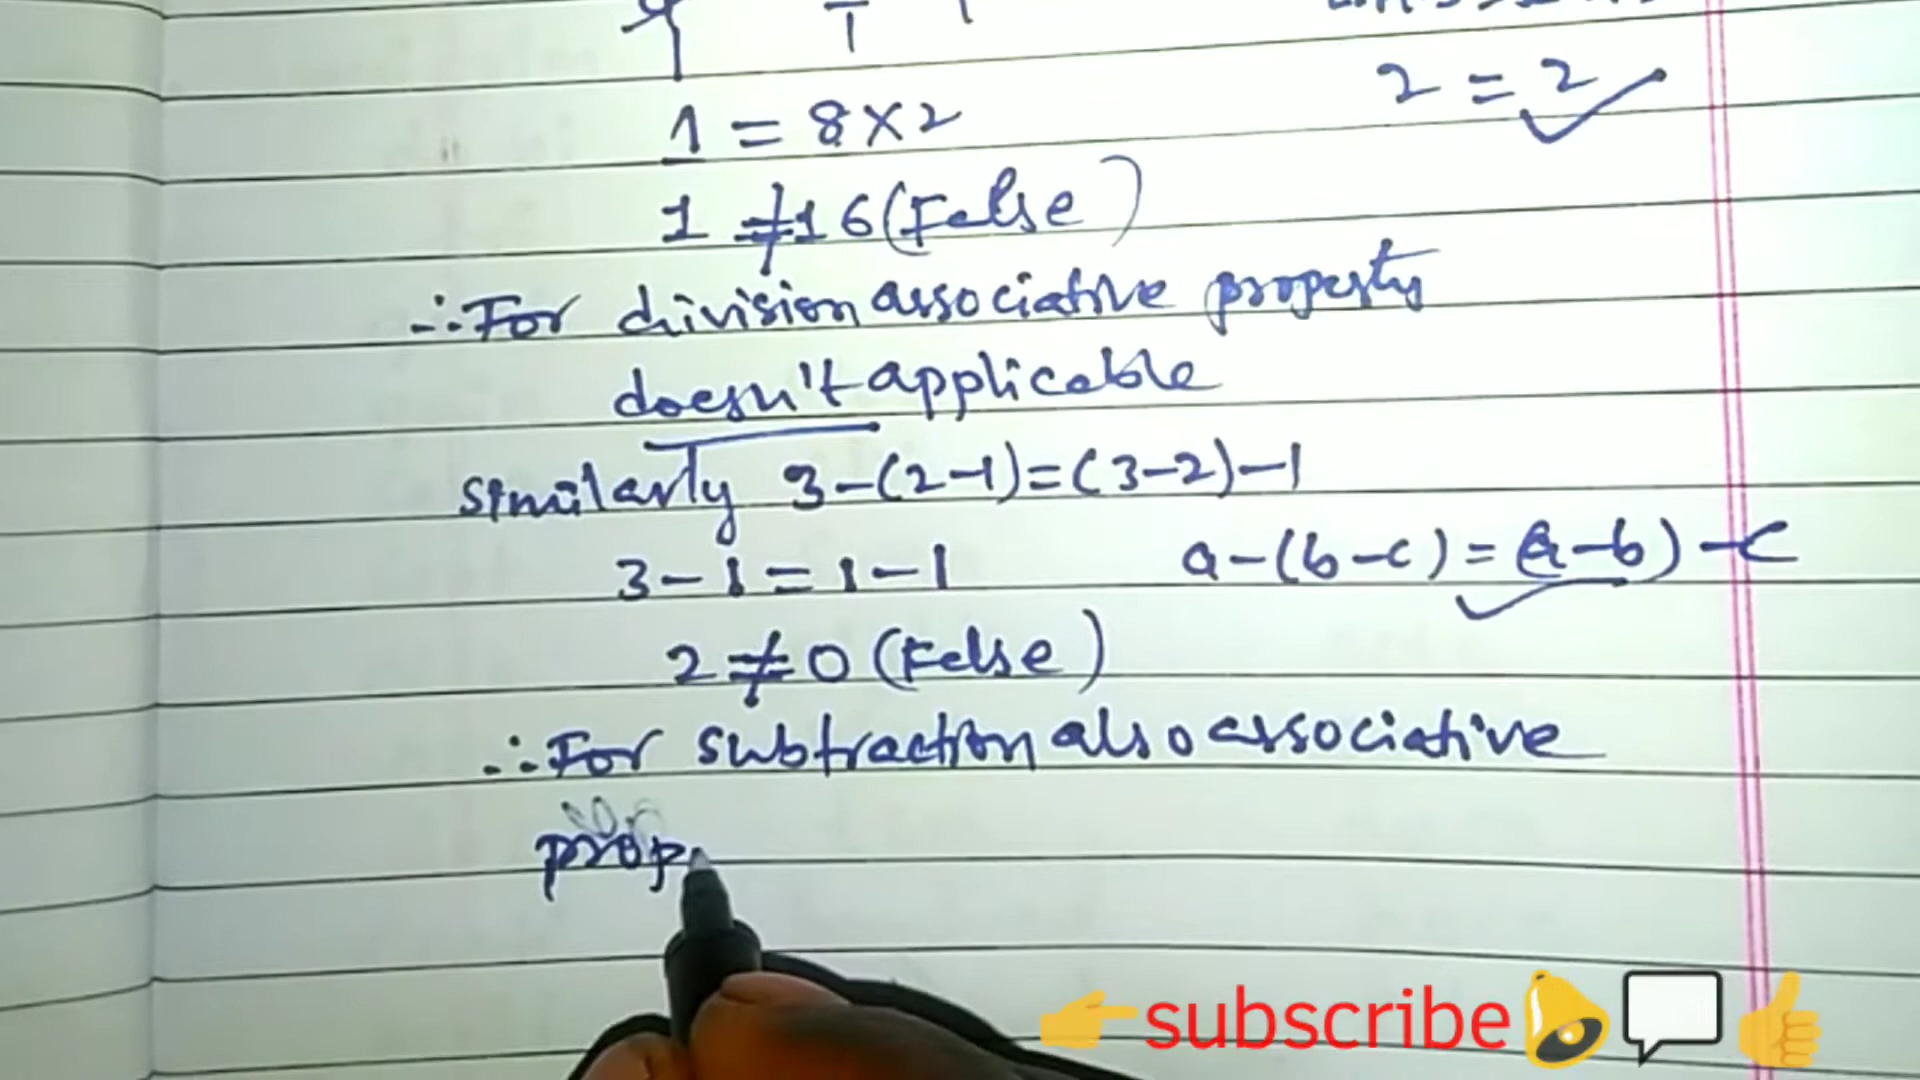 2 = 2
1 = 8×2
1 ≠ 16 (False)
∴ For division associative property
doesn't applicable
Similarly 3-(2-1)=(3-2)-1
3-1=1-1
a-(b-c)=(a-b)-c
2≠0 (False)
∴ For subtraction also associative
prop
subscribe